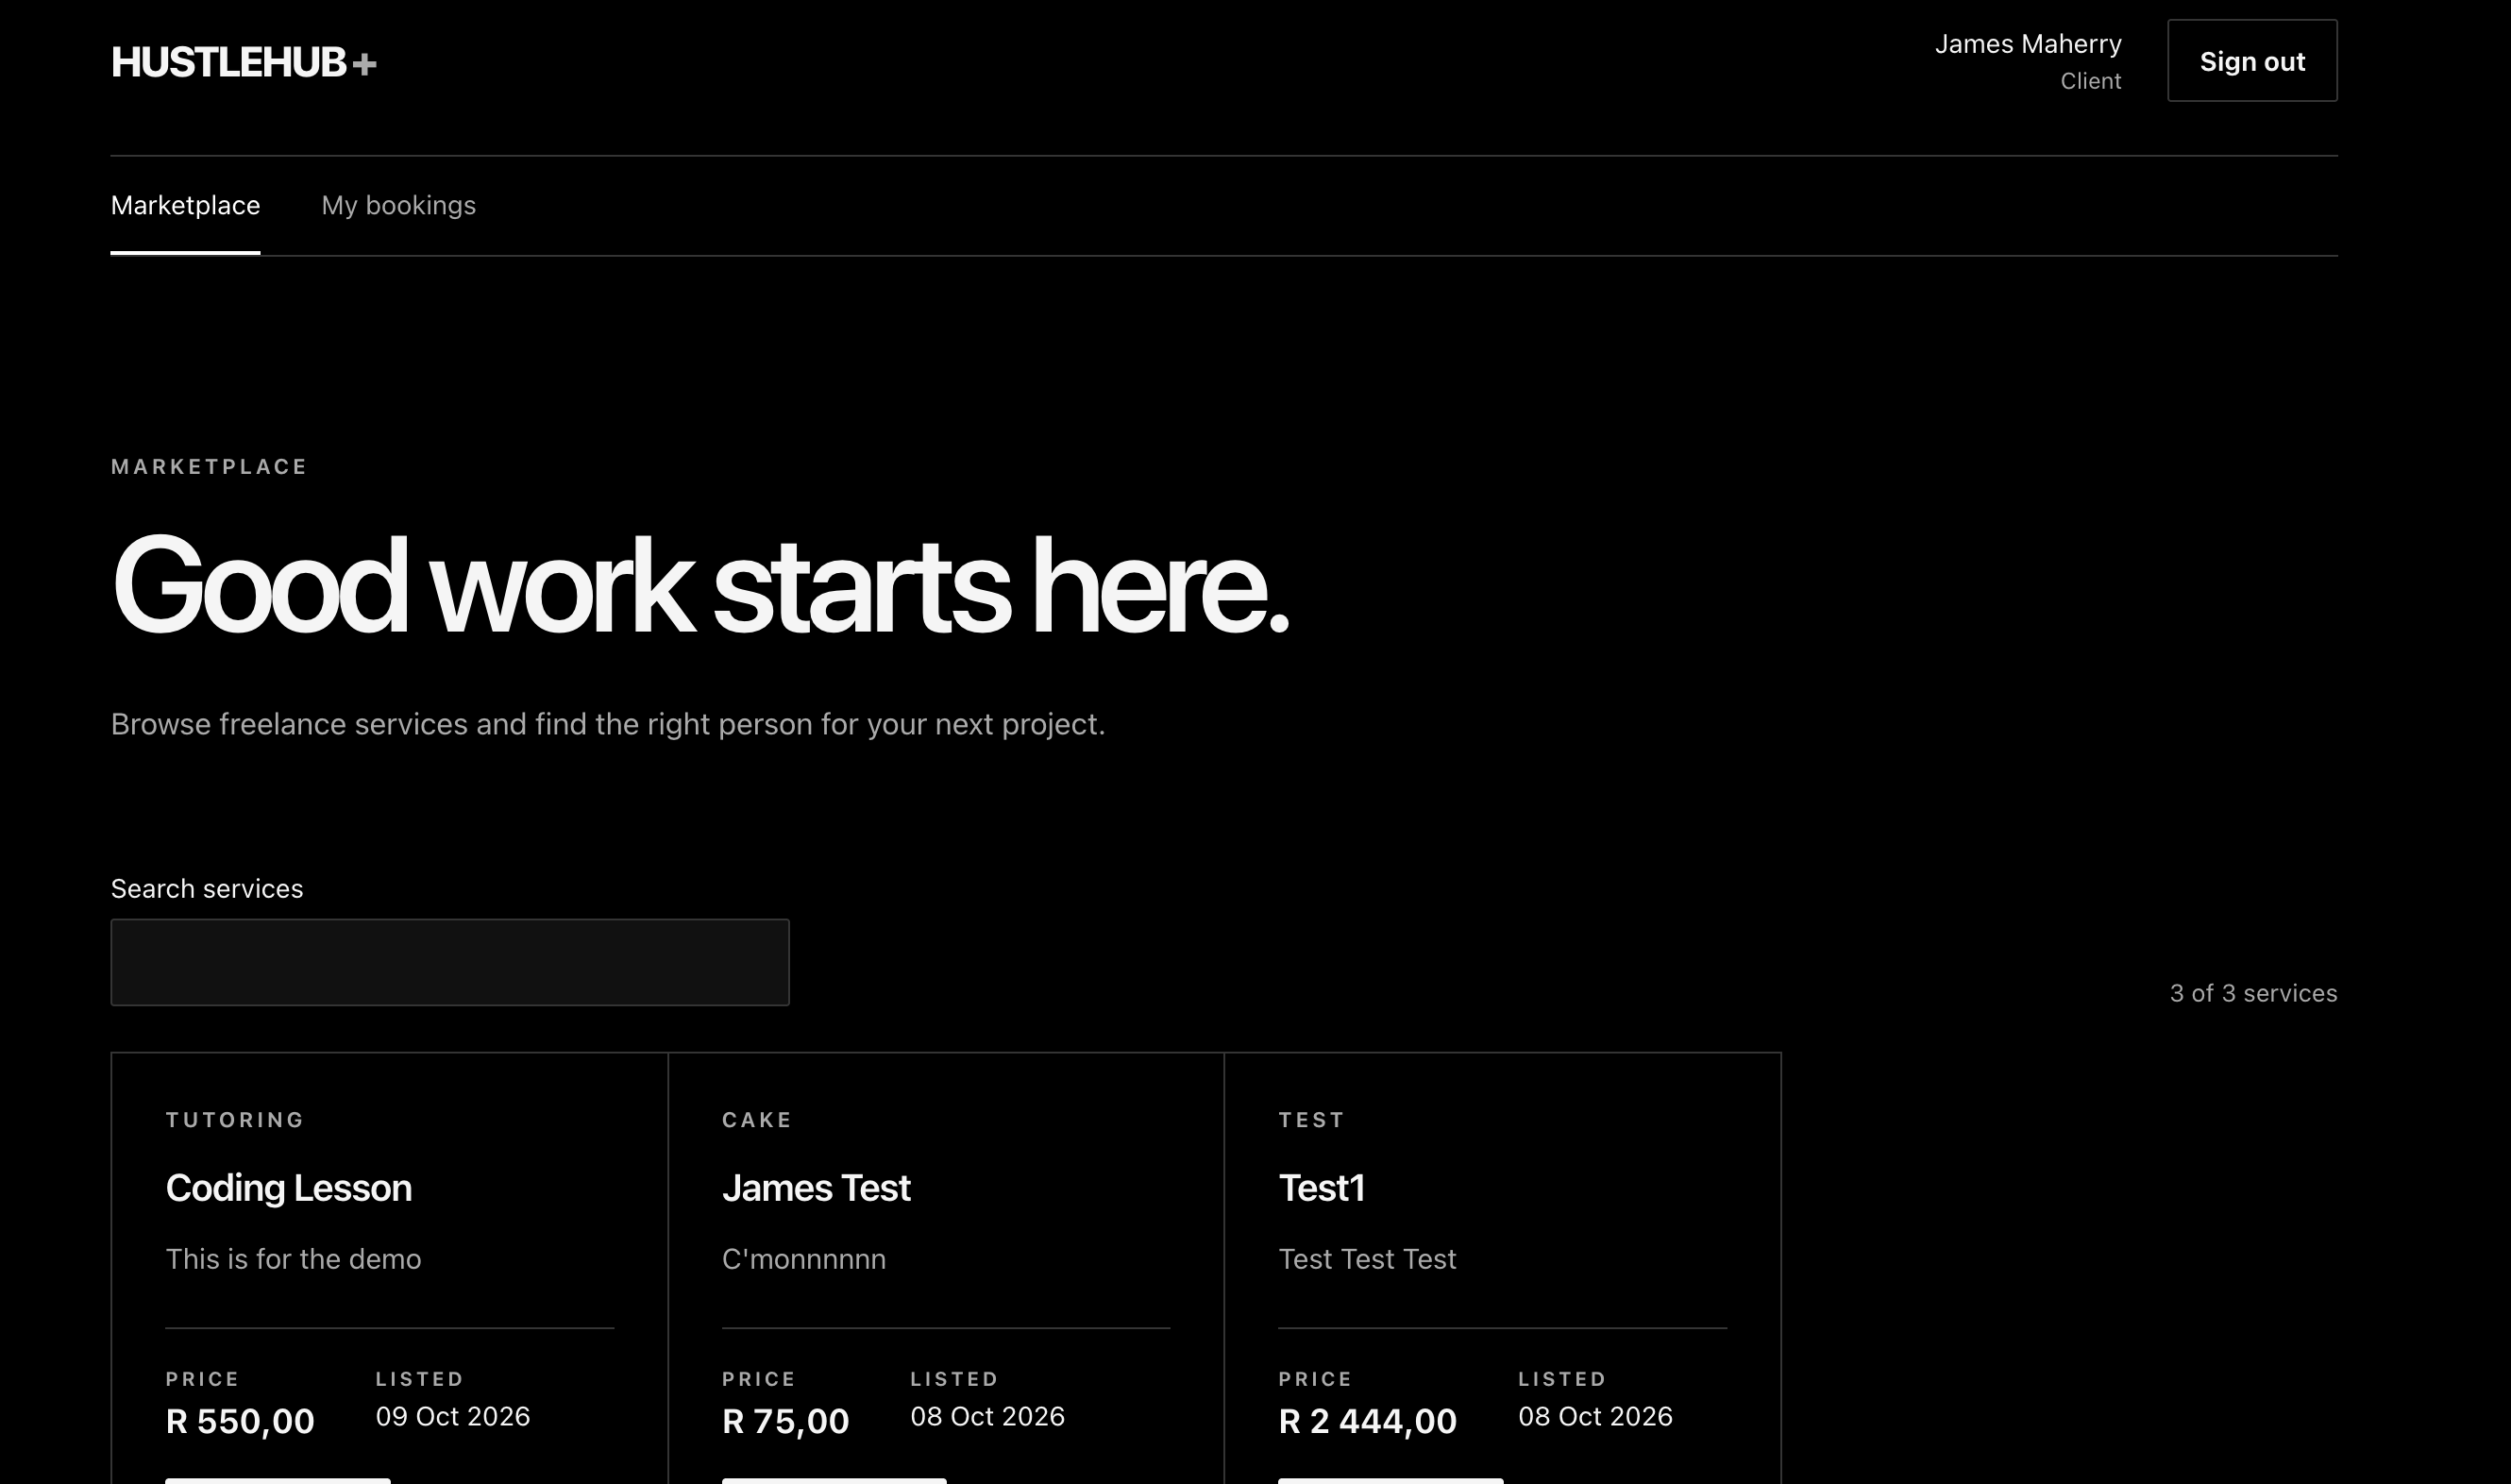 HUSTLEHUB+
James Maherry
Client
Sign out
Marketplace
My bookings
MARKETPLACE
Good work starts here.
Browse freelance services and find the right person for your next project.
Search services
3 of 3 services
TUTORING
Coding Lesson
This is for the demo
PRICE
R 550,00
LISTED
09 Oct 2026
CAKE
James Test
C'monnnnnn
PRICE
R 75,00
LISTED
08 Oct 2026
TEST
Test1
Test Test Test
PRICE
R 2 444,00
LISTED
08 Oct 2026